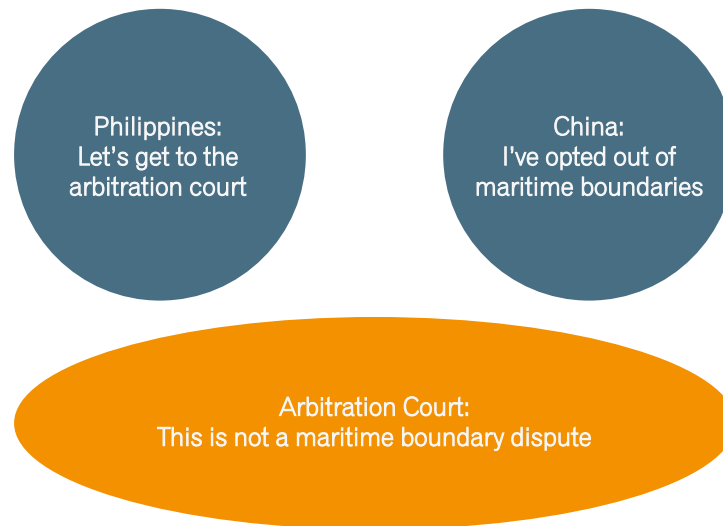 Philippines:
Let’s get to the
arbitration court
China:
I've opted out of
maritime boundaries
Arbitration Court:
This is not a maritime boundary dispute